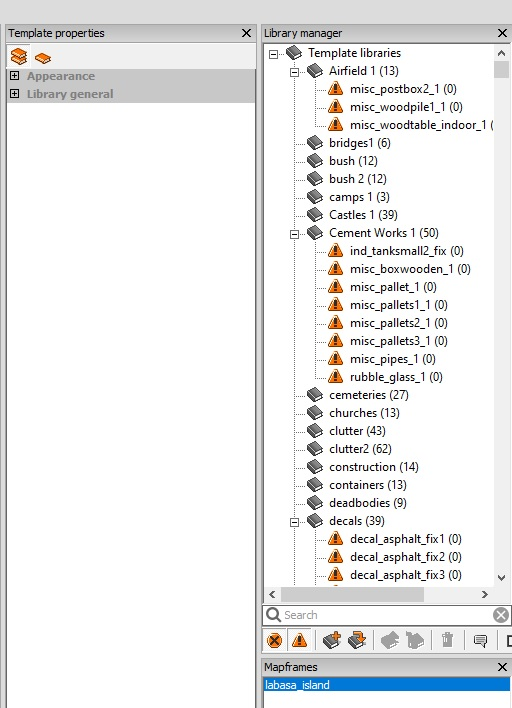 Template properties
Appearance
Library general
Library manager
Template libraries
Airfield 1 (13)
misc_postbox2_1 (0)
misc_woodpile1_1 (0)
misc_woodtable_indoor_1 (
bridges1 (6)
bush (12)
bush 2 (12)
camps 1 (3)
Castles 1 (39)
Cement Works 1 (50)
ind_tanksmall2_fix (0)
misc_boxwooden_1 (0)
misc_pallet_1 (0)
misc_pallets1_1 (0)
misc_pallets2_1 (0)
misc_pallets3_1 (0)
misc_pipes_1 (0)
rubble_glass_1 (0)
cemeteries (27)
churches (13)
clutter (43)
clutter2 (62)
construction (14)
containers (13)
deadbodies (9)
decals (39)
decal_asphalt_fix1 (0)
decal_asphalt_fix2 (0)
decal_asphalt_fix3 (0)
Search
Mapframes
labasa_island